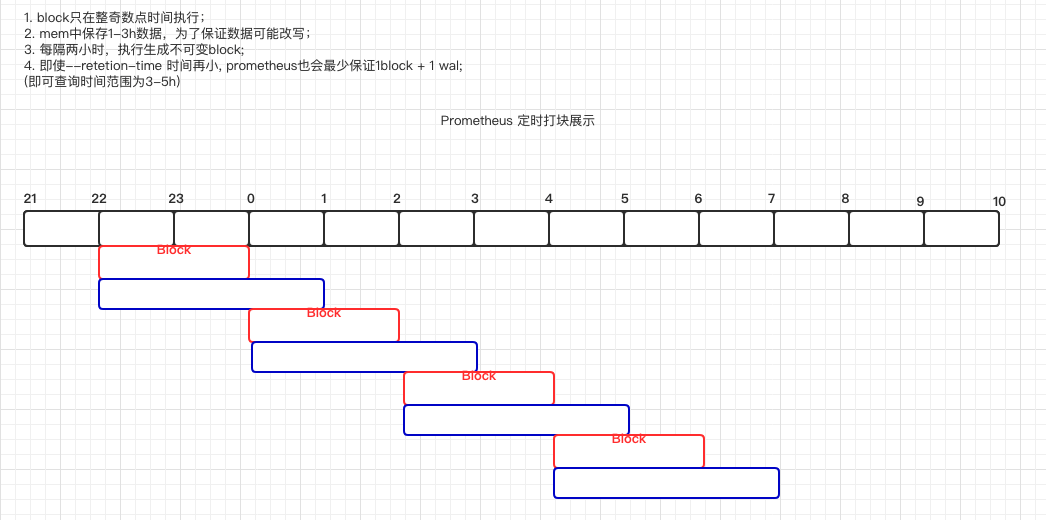 1. block只在整奇数点时间执行；
2. mem中保存1-3h数据，为了保证数据可能改写；
3. 每隔两小时，执行生成不可变block;
4. 即使--retetion-time 时间再小, prometheus也会最少保证1block + 1 wal;
(即可查询时间范围为3-5h)
Prometheus 定时打块展示
21 22 23 0 1 2 3 4 5 6 7 8 9 10
Block
Block
Block
Block